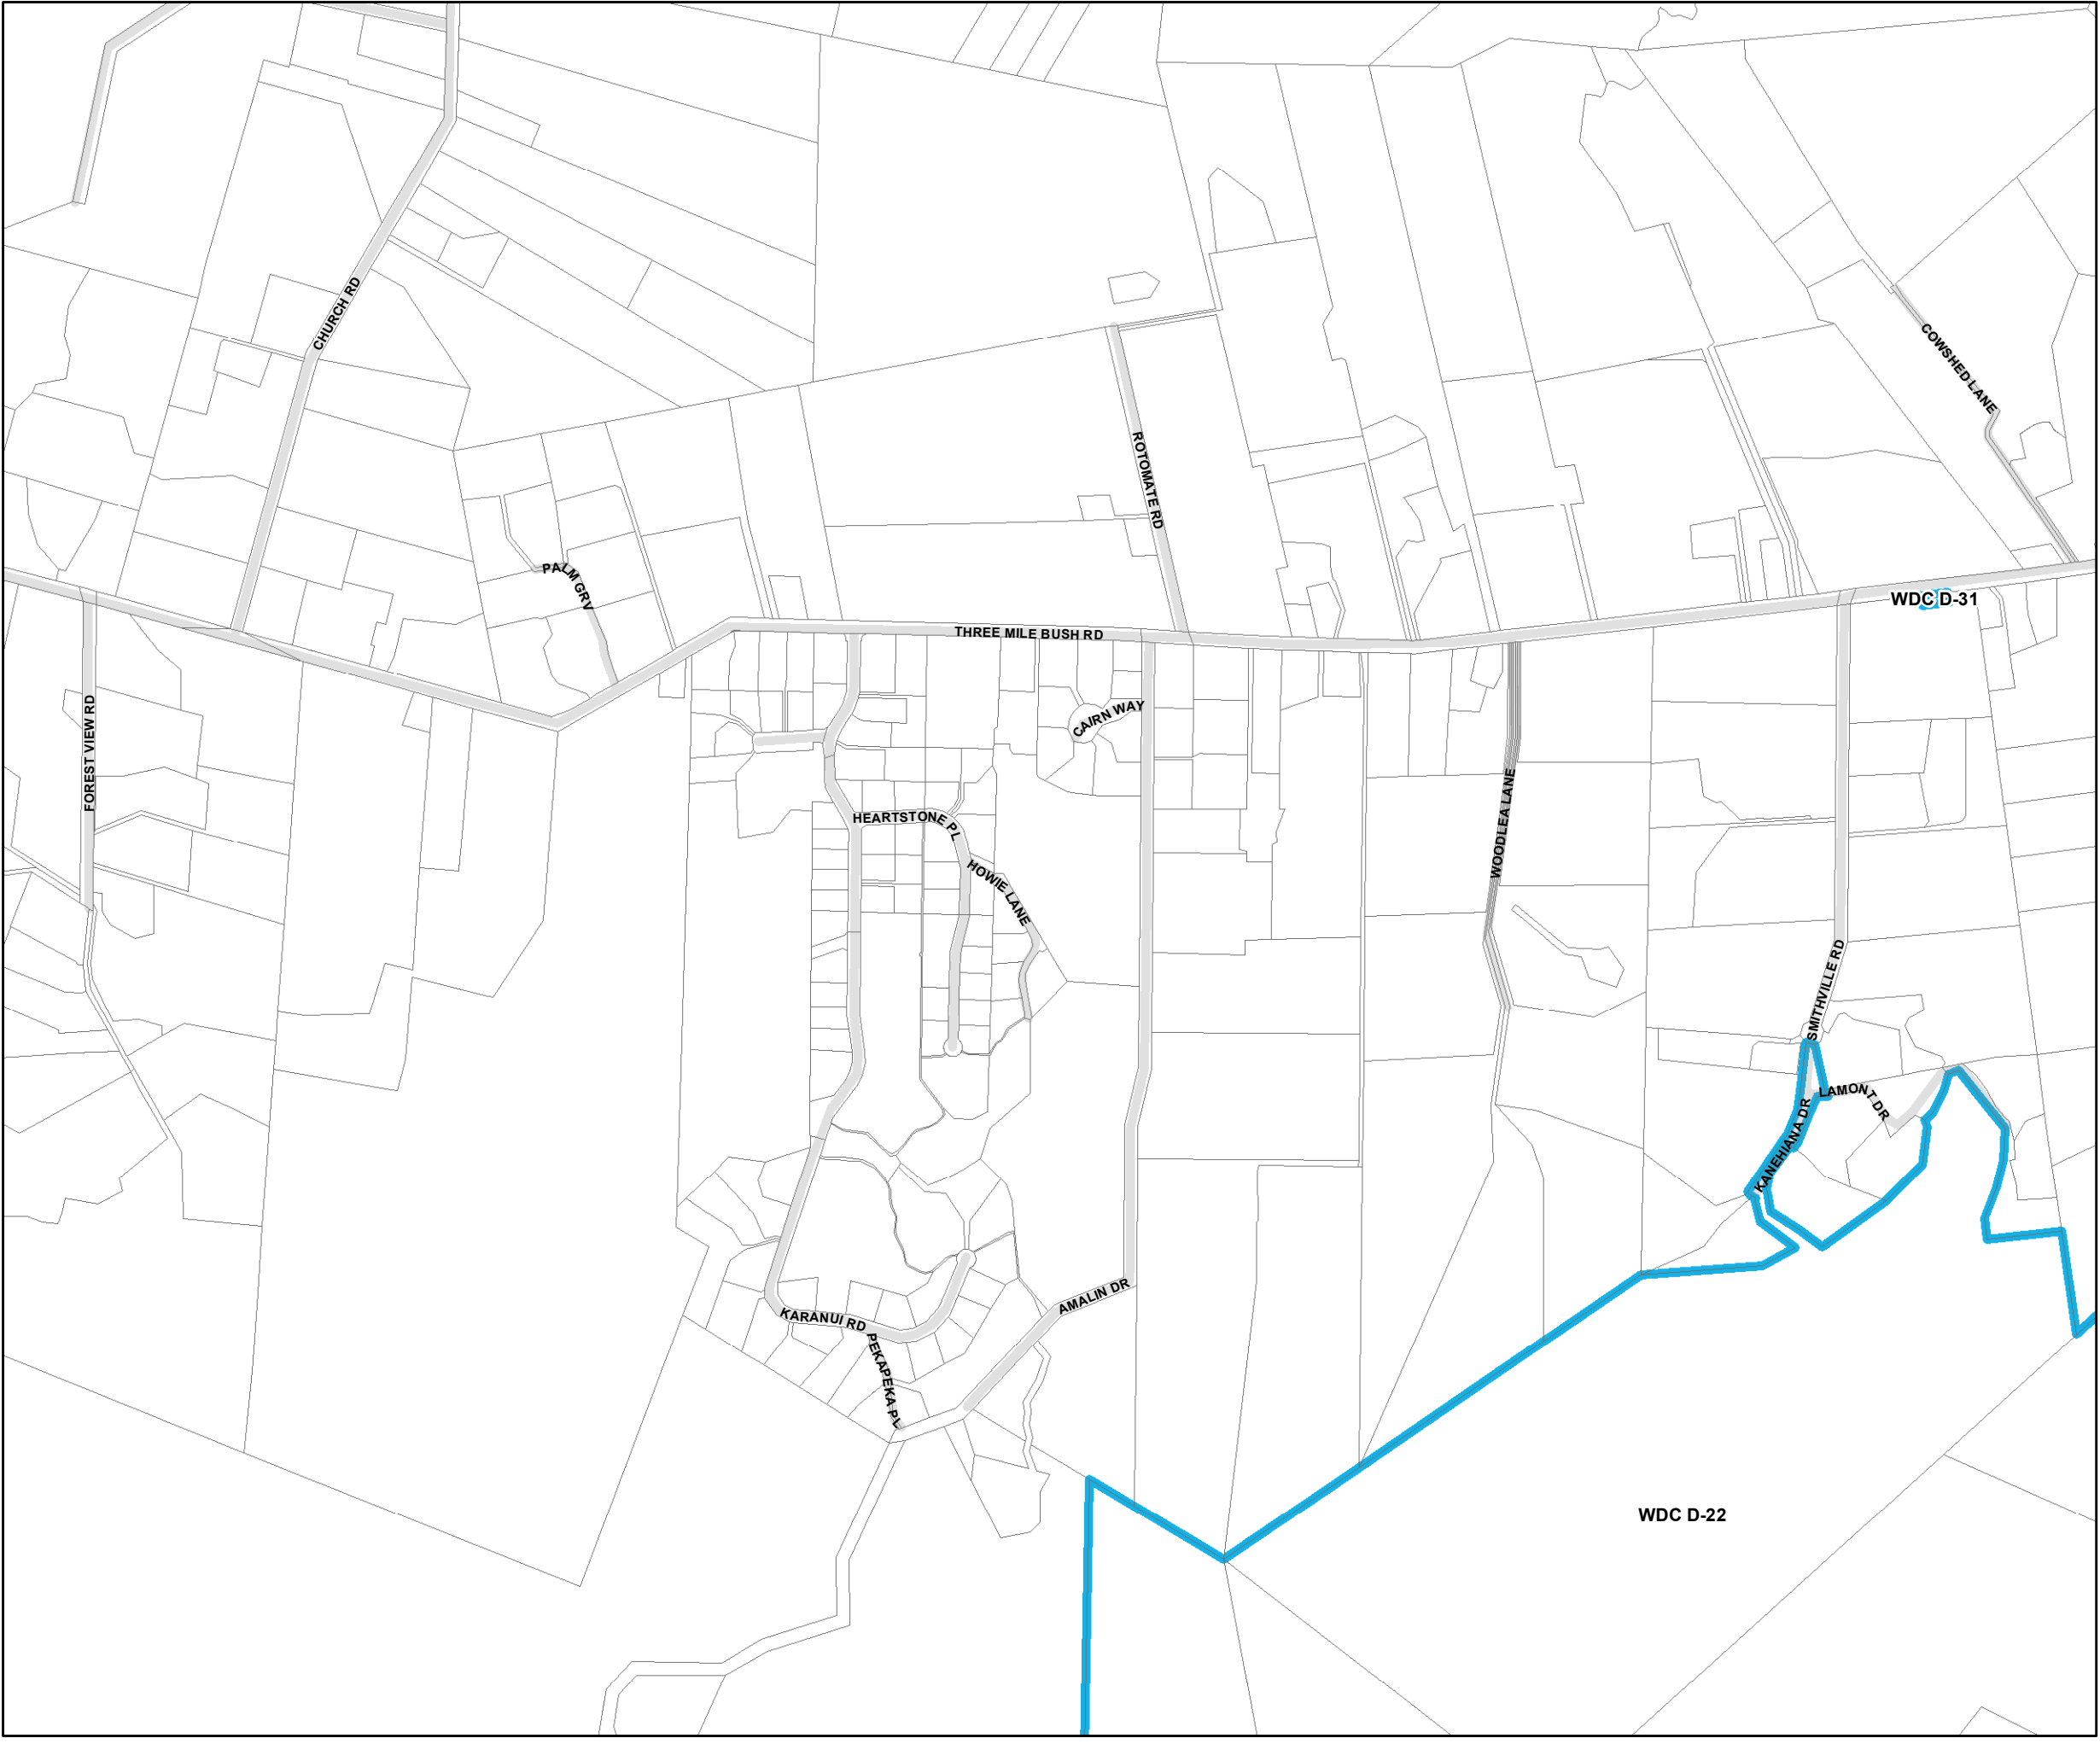 CHURCH RD
COWSHED LANE
ROTOMATE RD
PALM GRV
WDC D-31
THREE MILE BUSH RD
FOREST VIEW RD
CAIRN WAY
WOODLEA LANE
HEARTSTONE PL
HOWIE LANE
SMITHVILLE RD
LAMONT DR
KANEHIANA DR
AMALIN DR
KARANUI RD
PEKAPEKA PL
WDC D-22